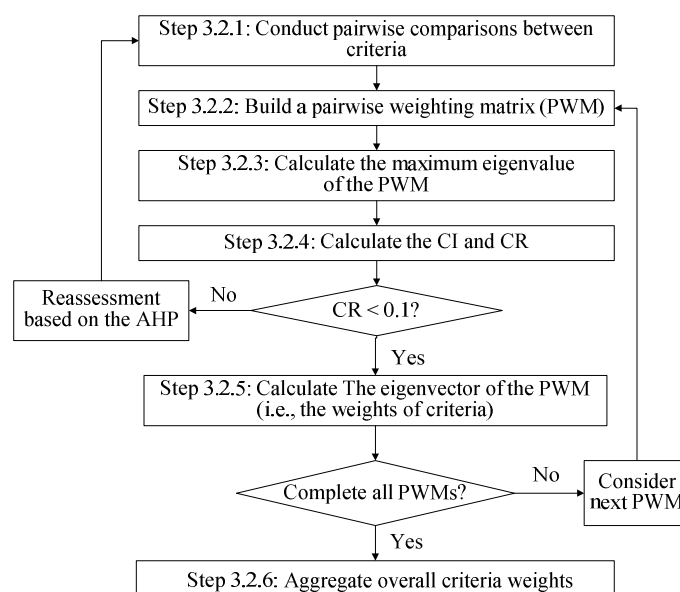 Step 3.2.1: Conduct pairwise comparisons between
criteria
Step 3.2.2: Build a pairwise weighting matrix (PWM)
Step 3.2.3: Calculate the maximum eigenvalue
of the PWM
Step 3.2.4: Calculate the CI and CR
Reassessment
based on the AHP
No
CR < 0.1?
Yes
Step 3.2.5: Calculate The eigenvector of the PWM
(i.e., the weights of criteria)
Complete all PWMs?
No
Consider
next PWM
Yes
Step 3.2.6: Aggregate overall criteria weights